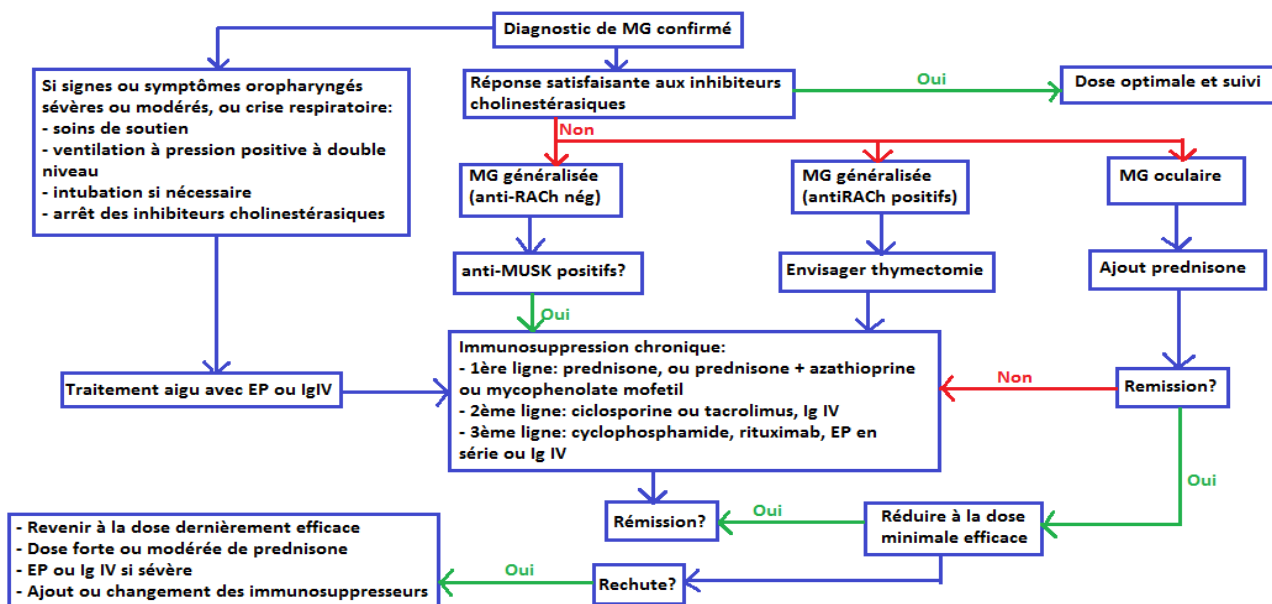 Diagnostic de MG confirmé
Si signes ou symptômes oropharyngés
sévères ou modérés, ou crise respiratoire:
- soins de soutien
- ventilation à pression positive à double
niveau
- intubation si nécessaire
- arrêt des inhibiteurs cholinestérasiques
Réponse satisfaisante aux inhibiteurs
cholinestérasiques
Oui
Dose optimale et suivi
Non
MG généralisée
(anti-RACh nég)
MG généralisée
(antiRACh positifs)
MG oculaire
anti-MUSK positifs?
Envisager thymectomie
Ajout prednisone
Oui
Traitement aigu avec EP ou IgIV
Immunosuppression chronique:
- 1ère ligne: prednisone, ou prednisone + azathioprine
ou mycophenolate mofetil
- 2ème ligne: ciclosporine ou tacrolimus, Ig IV
- 3ème ligne: cyclophosphamide, rituximab, EP en
série ou Ig IV
Non
Remission?
Oui
Rémission?
Oui
Réduire à la dose
minimale efficace
- Revenir à la dose dernièrement efficace
- Dose forte ou modérée de prednisone
- EP ou Ig IV si sévère
- Ajout ou changement des immunosuppresseurs
Oui
Rechute?